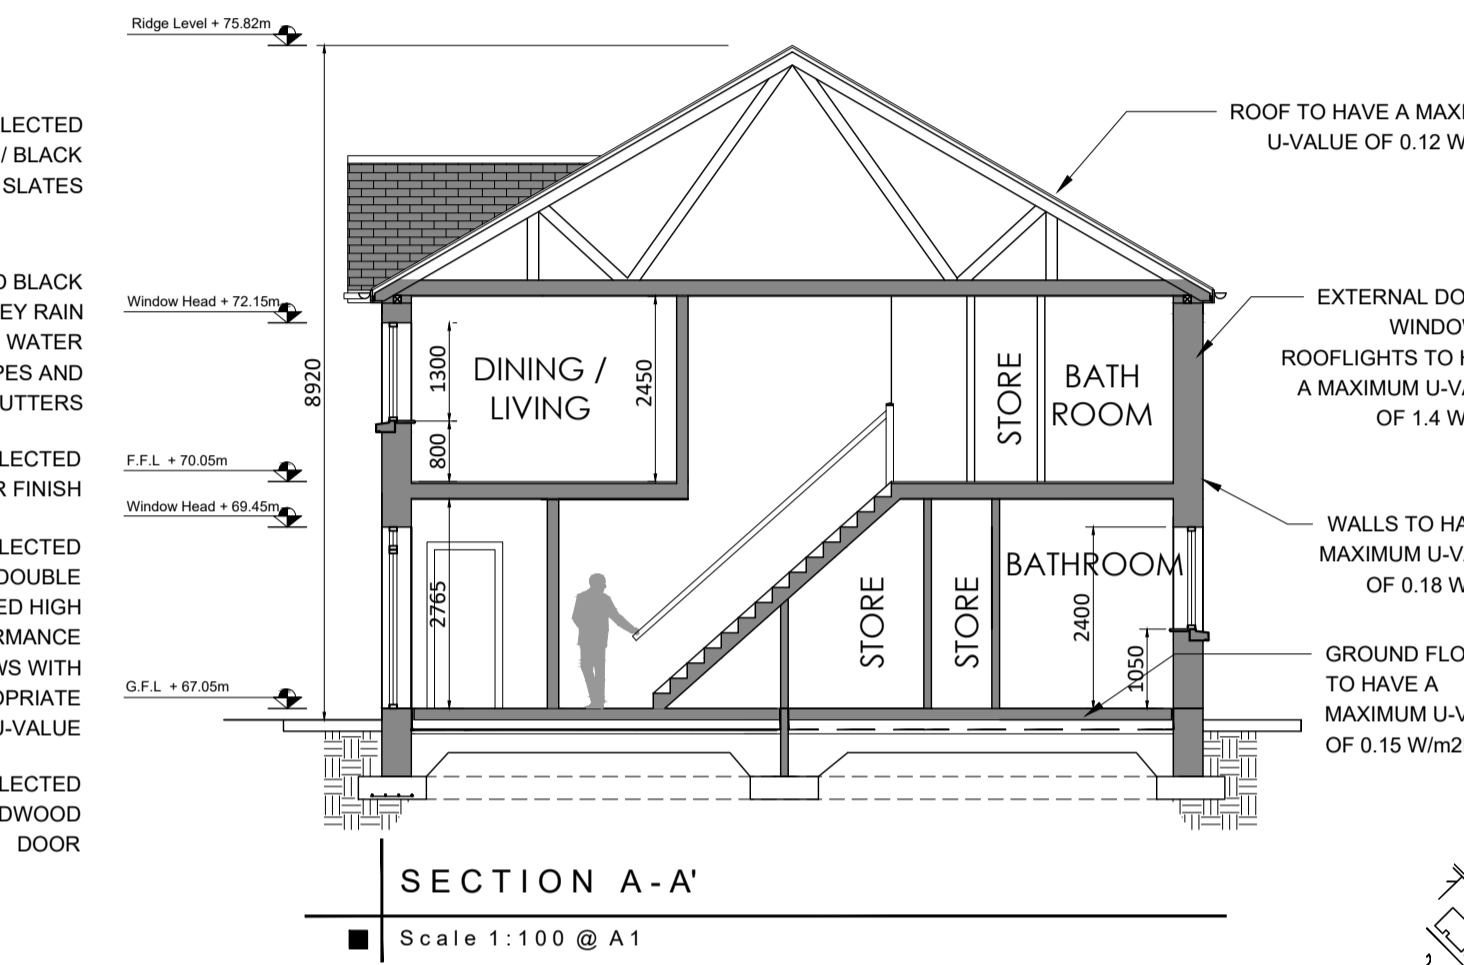 Ridge Level + 75.82m
LECTED
/ BLACK
SLATES
BLACK
EY RAIN
WATER
PES AND
UTTERS
LECTED
R FINISH
LECTED
DOUBLE
ED HIGH
RMANCE
WS WITH
OPRIATE
U-VALUE
LECTED
DWOOD
DOOR
Window Head + 72.15m
F.F.L + 70.05m
Window Head + 69.45m
G.F.L + 67.05m
8920
1300
800
DINING /
LIVING
2450
STORE
BATH
ROOM
2765
STORE
STORE
BATHROOM
2400
1050
ROOF TO HAVE A MAXI
U-VALUE OF 0.12 W
EXTERNAL DO
WINDOW
ROOFLIGHTS TO H
A MAXIMUM U-VA
OF 1.4 W
WALLS TO HA
MAXIMUM U-VA
OF 0.18 W
GROUND FLO
TO HAVE A
MAXIMUM U-V
OF 0.15 W/m2
SECTION A-A'
Scale 1:100 @ A1